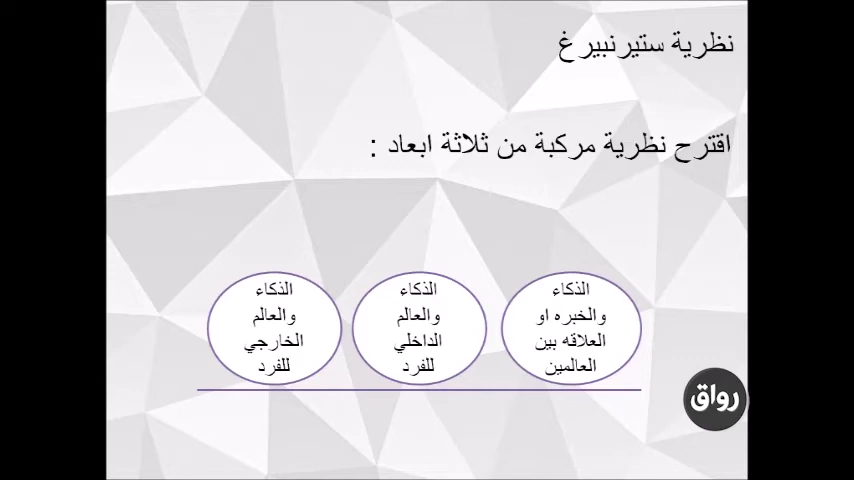 نظرية ستيرنبيرغ
اقترح نظرية مركبة من ثلاثة ابعاد :
الذكاء
والخبره او
العلاقه بين
العالمين
الذكاء
والعالم
الداخلي
للفرد
الذكاء
والعالم
الخارجي
للفرد
رواق